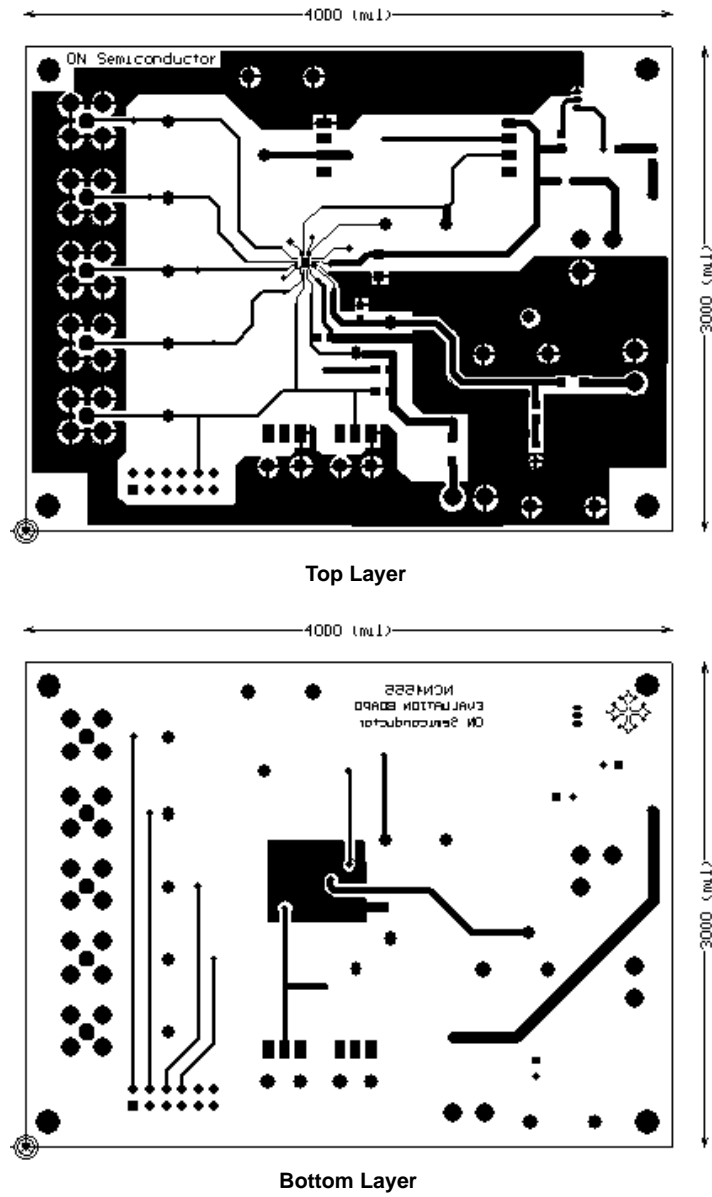 4000 (mil)
ON Semiconductor
3000 (mil)
Top Layer
4000 (mil)
NCN4555
EVALUATION BOARD
ON Semiconductor
3000 (mil)
Bottom Layer